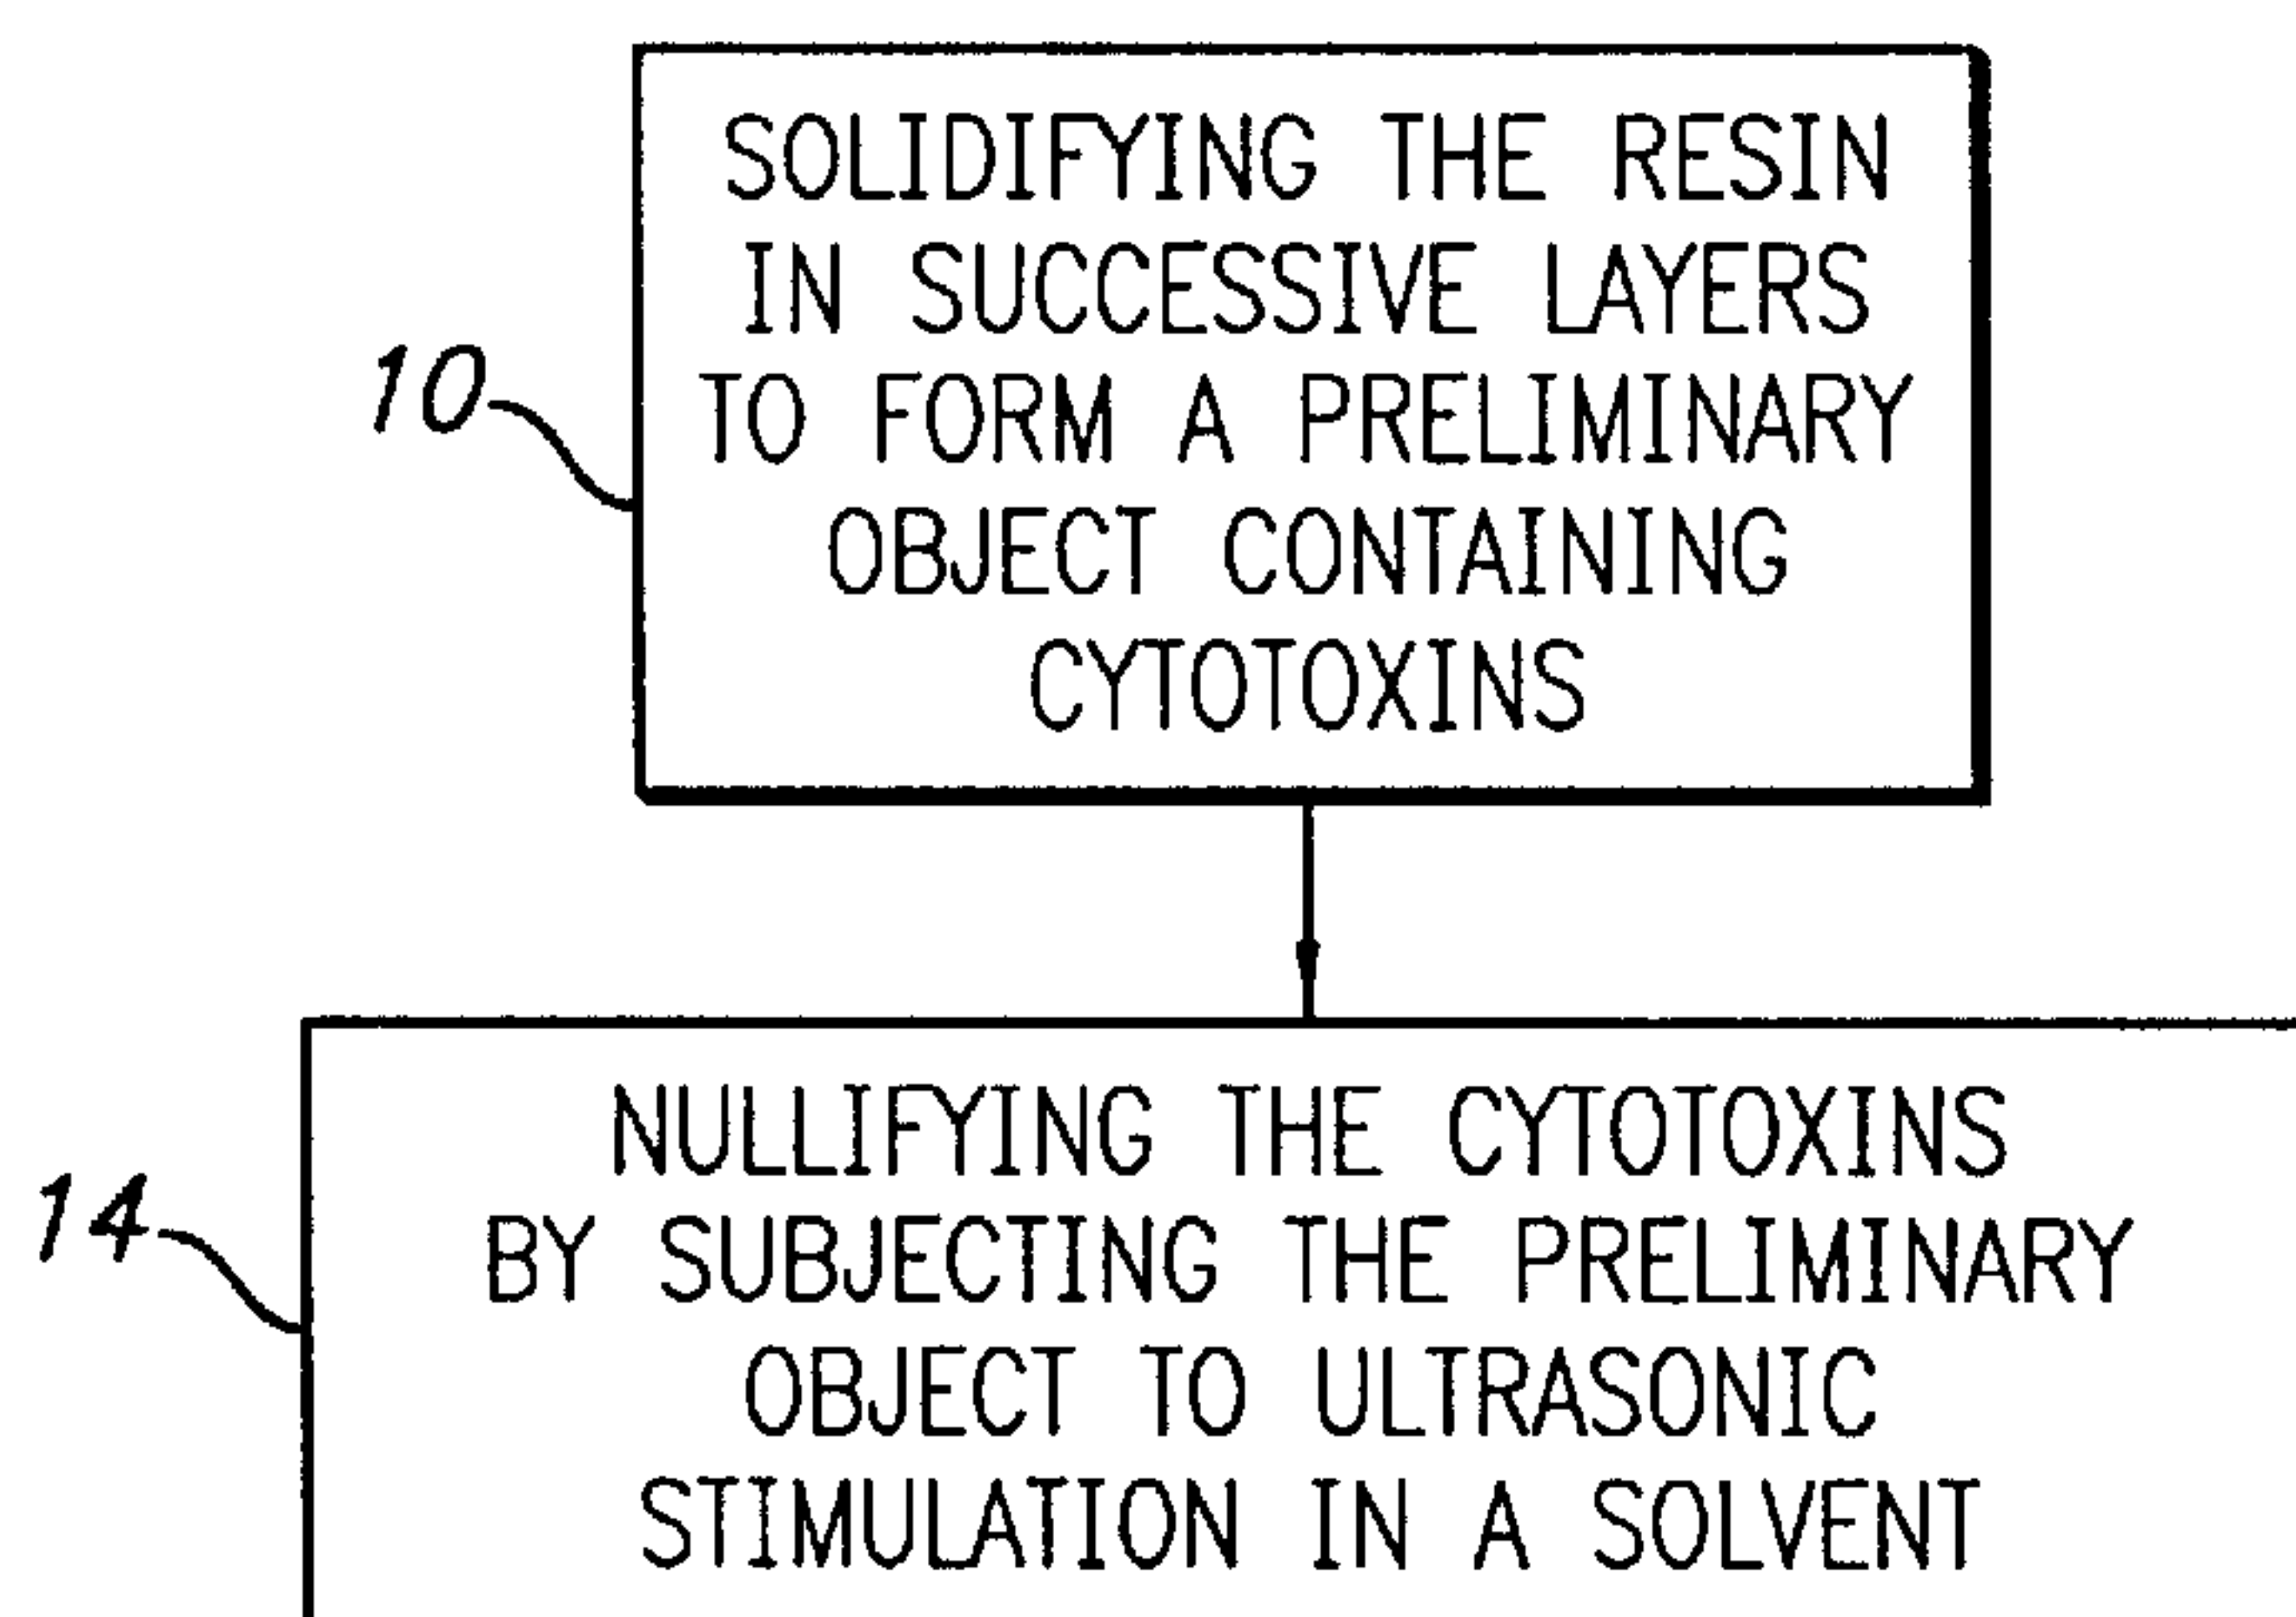 SOLIDIFYING THE RESIN
IN SUCCESSIVE LAYERS
TO FORM A PRELIMINARY
OBJECT CONTAINING
CYTOTOXINS
10
NULLIFYING THE CYTOTOXINS
BY SUBJECTING THE PRELIMINARY
OBJECT TO ULTRASONIC
STIMULATION IN A SOLVENT
14